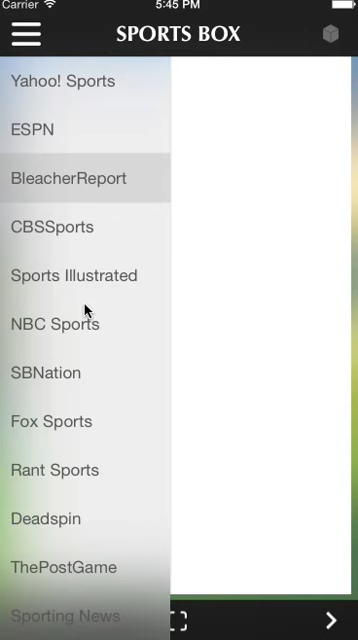 Carrier 5:45 PM
SPORTS BOX
Yahoo! Sports
ESPN
BleacherReport
CBSSports
Sports Illustrated
NBC Sports
SBNation
Fox Sports
Rant Sports
Deadspin
ThePostGame
Sporting News